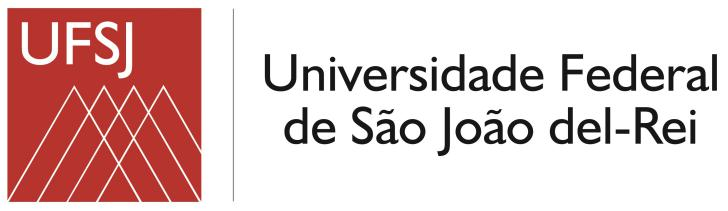 UFSJ
Universidade Federal
de São João del-Rei